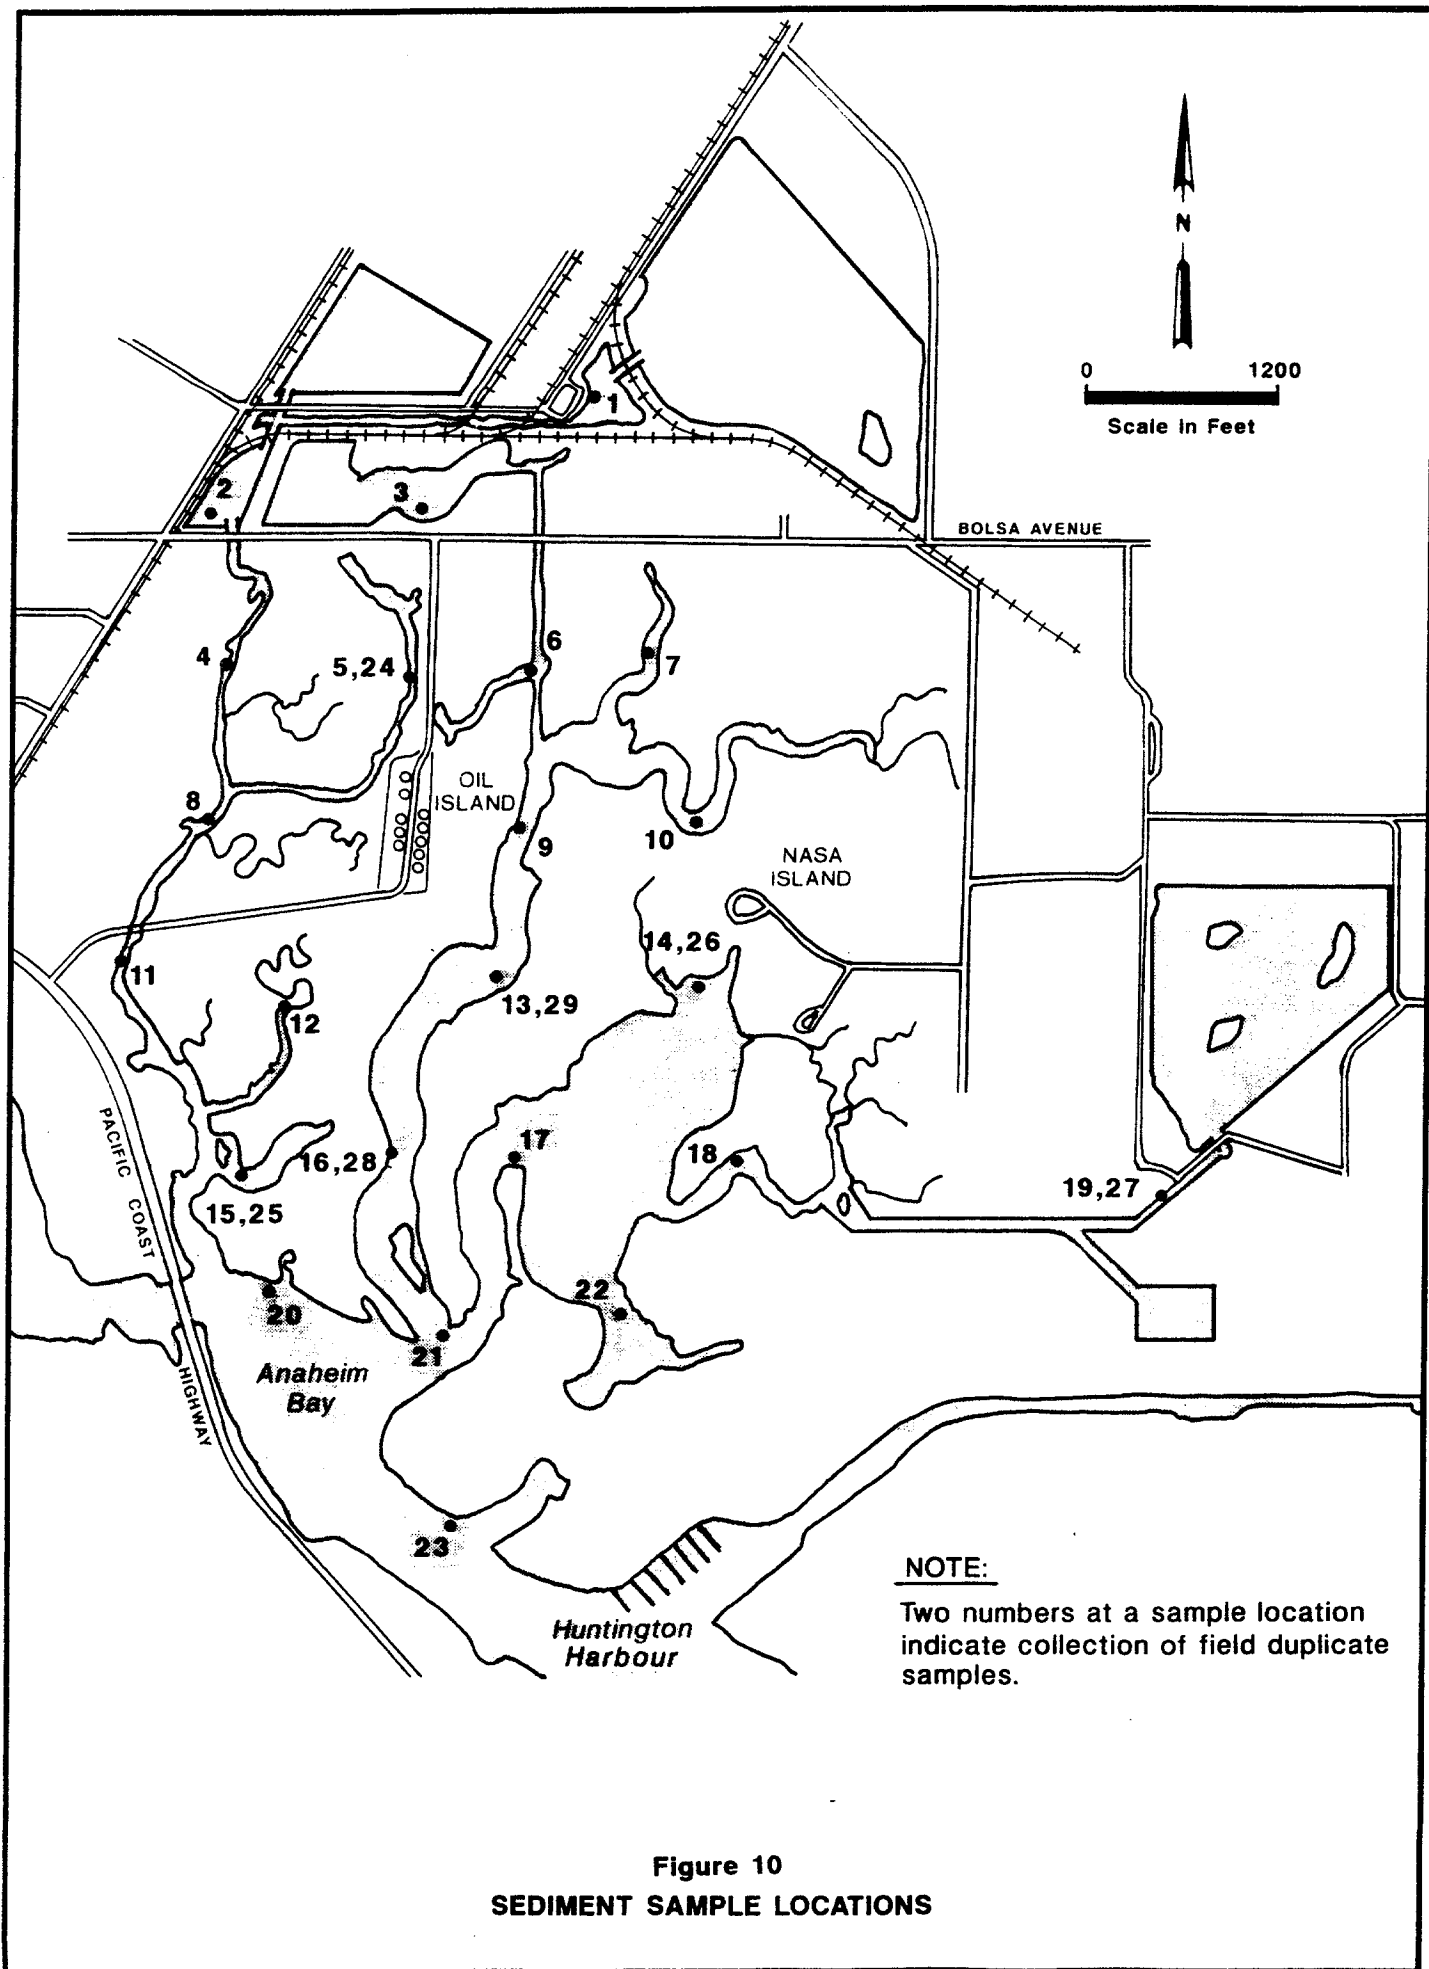 N
0 1200
Scale in Feet
1
2
3
BOLSA AVENUE
4
5,24
6
7
OIL
ISLAND
8
9
10
NASA
ISLAND
11
12
13,29
14,26
PACIFIC COAST HIGHWAY
15,25
16,28
17
18
19,27
20
21
22
Anaheim
Bay
23
Huntington
Harbour
NOTE:
Two numbers at a sample location
indicate collection of field duplicate
samples.
Figure 10
SEDIMENT SAMPLE LOCATIONS